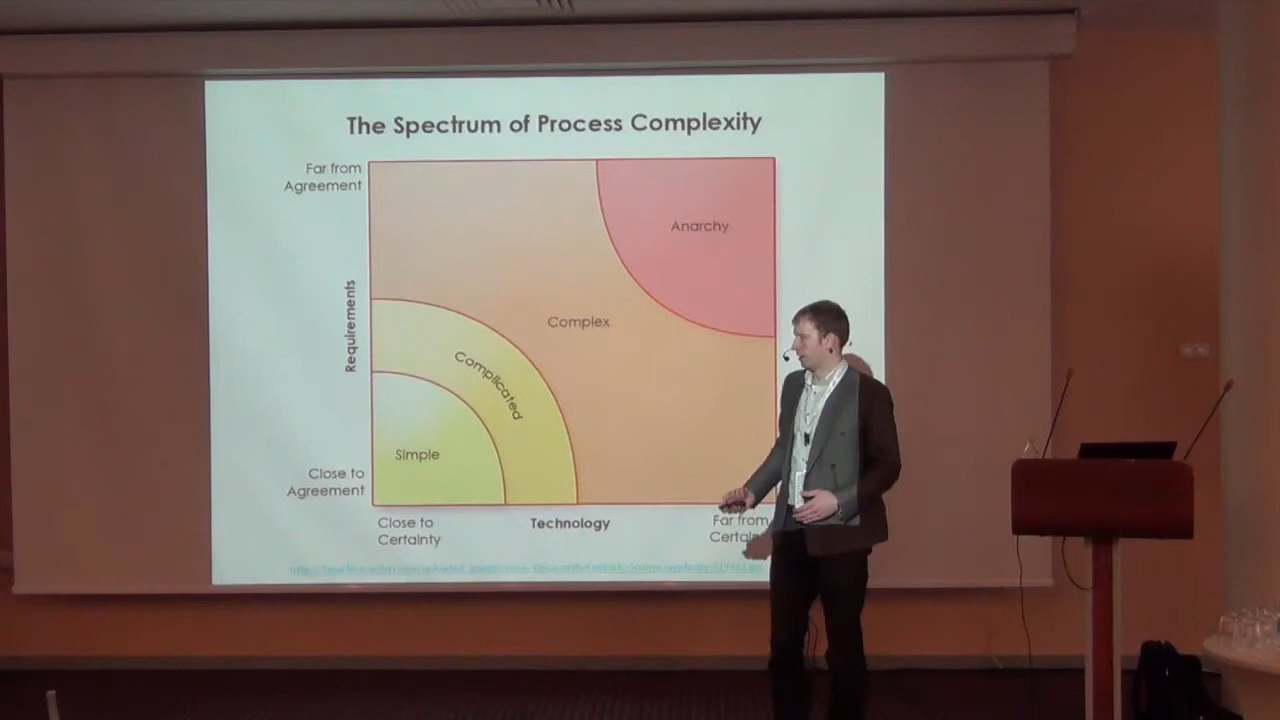 The Spectrum of Process Complexity
Far from
Agreement
Anarchy
Requirements
Complex
Complicated
Simple
Close to
Agreement
Close to
Certainty
Technology
Far from